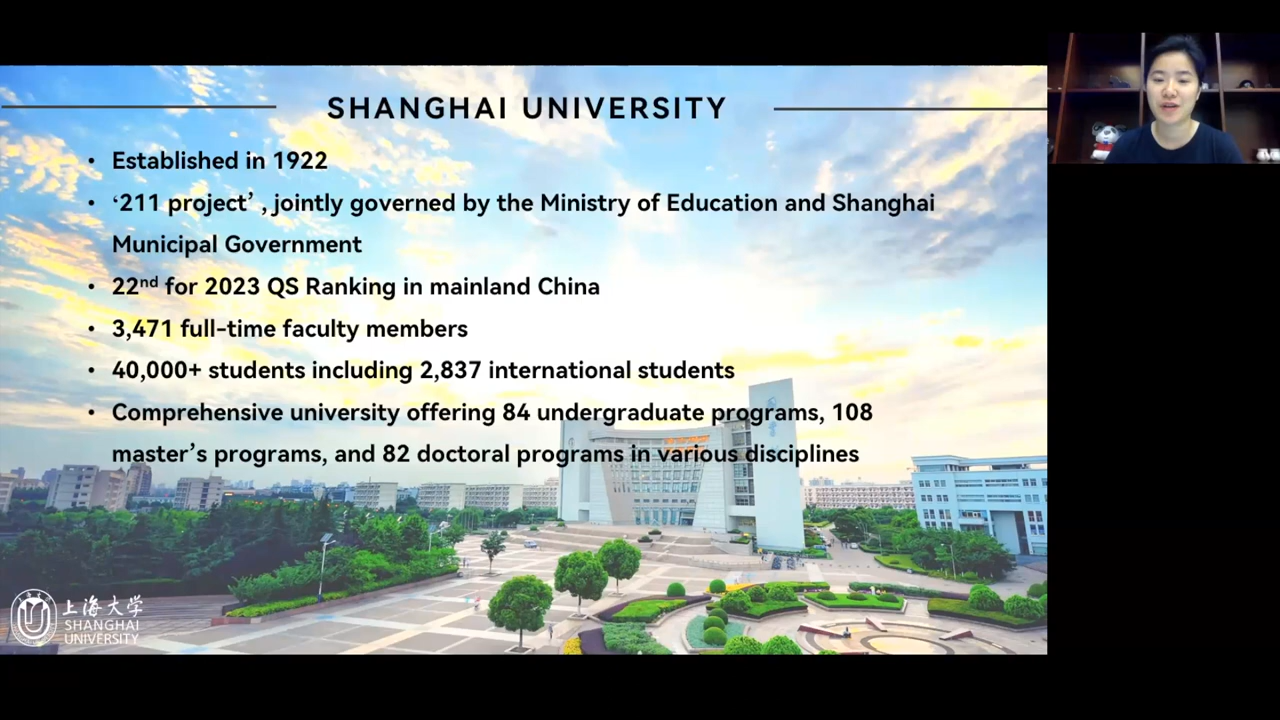 SHANGHAI UNIVERSITY
• Established in 1922
• ‘211 project’ , jointly governed by the Ministry of Education and Shanghai
Municipal Government
• 22nd for 2023 QS Ranking in mainland China
• 3,471 full-time faculty members
• 40,000+ students including 2,837 international students
• Comprehensive university offering 84 undergraduate programs, 108
master’s programs, and 82 doctoral programs in various disciplines
上海大学
SHANGHAI
UNIVERSITY